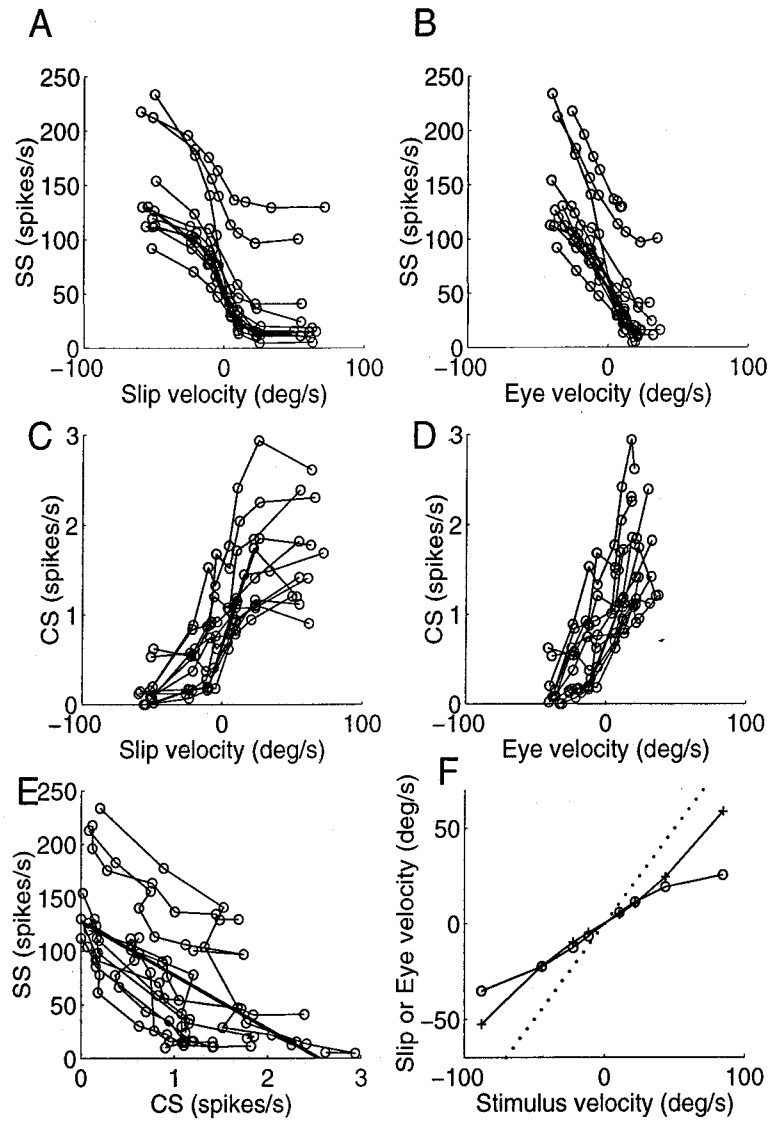 A
B
250
200
150
100
50
0
SS (spikes/s)
−100
0
100
Slip velocity (deg/s)
250
200
150
100
50
0
SS (spikes/s)
−100
0
100
Eye velocity (deg/s)
C
D
3
2
1
0
CS (spikes/s)
−100
0
100
Slip velocity (deg/s)
3
2
1
0
CS (spikes/s)
−100
0
100
Eye velocity (deg/s)
E
F
250
200
150
100
50
0
SS (spikes/s)
0
1
2
3
CS (spikes/s)
50
0
−50
Slip or Eye velocity (deg/s)
−100
0
100
Stimulus velocity (deg/s)